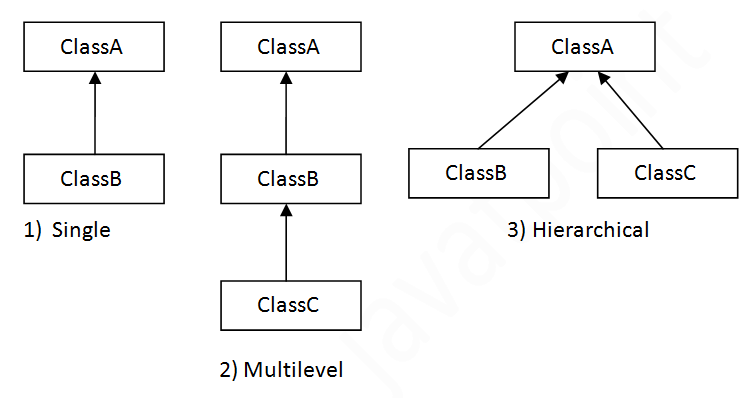 ClassA
ClassB
1) Single
ClassA
ClassB
ClassC
2) Multilevel
ClassA
ClassB
ClassC
3) Hierarchical